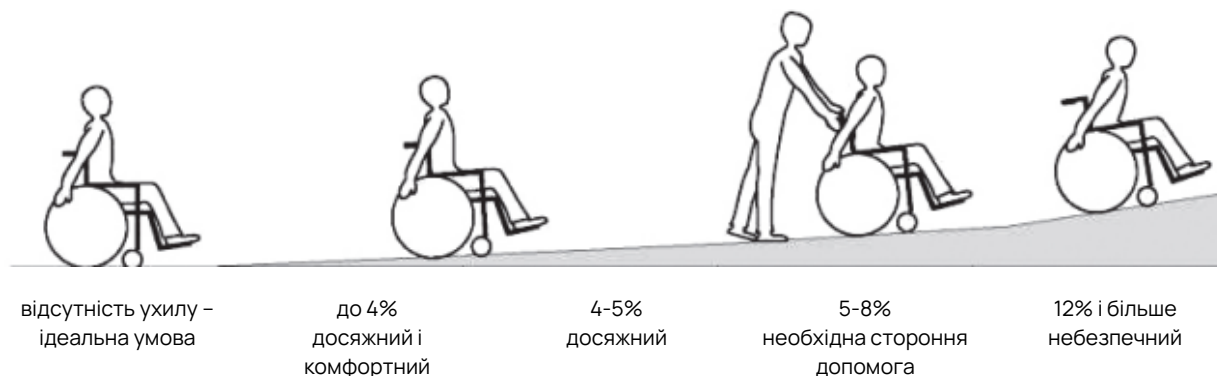 відсутність ухилу –
ідеальна умова
до 4%
досяжний і
комфортний
4-5%
досяжний
5-8%
необхідна стороння
допомога
12% і більше
небезпечний